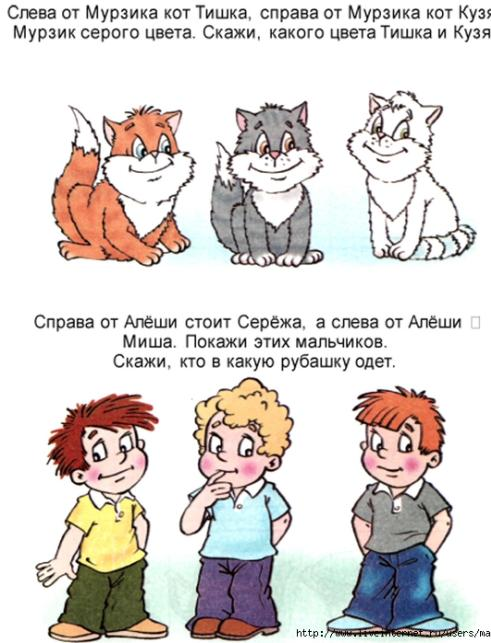 Слева от Мурзика кот Тишка, справа от Мурзика кот Кузя
Мурзик серого цвета. Скажи, какого цвета Тишка и Кузя
Справа от Алёши стоит Серёжа, а слева от Алёши
Миша. Покажи этих мальчиков.
Скажи, кто в какую рубашку одет.
http://www.liveinternet.ru/users/ma